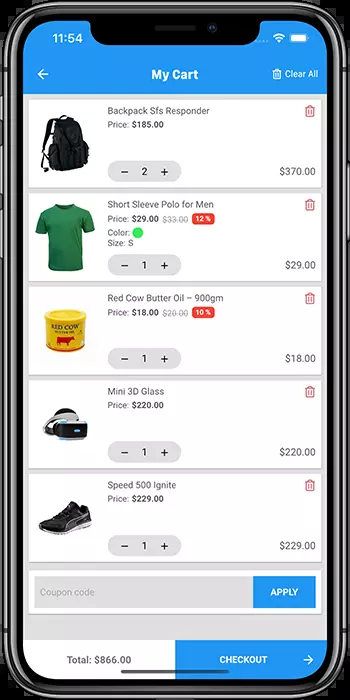 11:54
My Cart
Clear All
Backpack Sfs Responder
Price: $185.00
− 2 +
$370.00
Short Sleeve Polo for Men
Price: $29.00 $33.00 12 %
Color:
Size: S
− 1 +
$29.00
Red Cow Butter Oil – 900gm
Price: $18.00 $20.00 10 %
RED COW
BUTTER OIL
− 1 +
$18.00
Mini 3D Glass
Price: $220.00
− 1 +
$220.00
Speed 500 Ignite
Price: $229.00
− 1 +
$229.00
Coupon code
APPLY
Total: $866.00
CHECKOUT